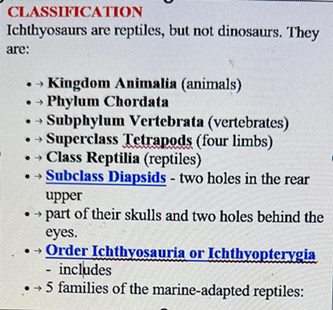 CLASSIFICATION
Ichthyosaurs are reptiles, but not dinosaurs. They
are:
• → Kingdom Animalia (animals)
• → Phylum Chordata
• → Subphylum Vertebrata (vertebrates)
• → Superclass Tetrapods (four limbs)
• → Class Reptilia (reptiles)
• → Subclass Diapsids - two holes in the rear
upper
• → part of their skulls and two holes behind the
eyes.
• → Order Ichthyosauria or Ichthyopterygia
- includes
• → 5 families of the marine-adapted reptiles: